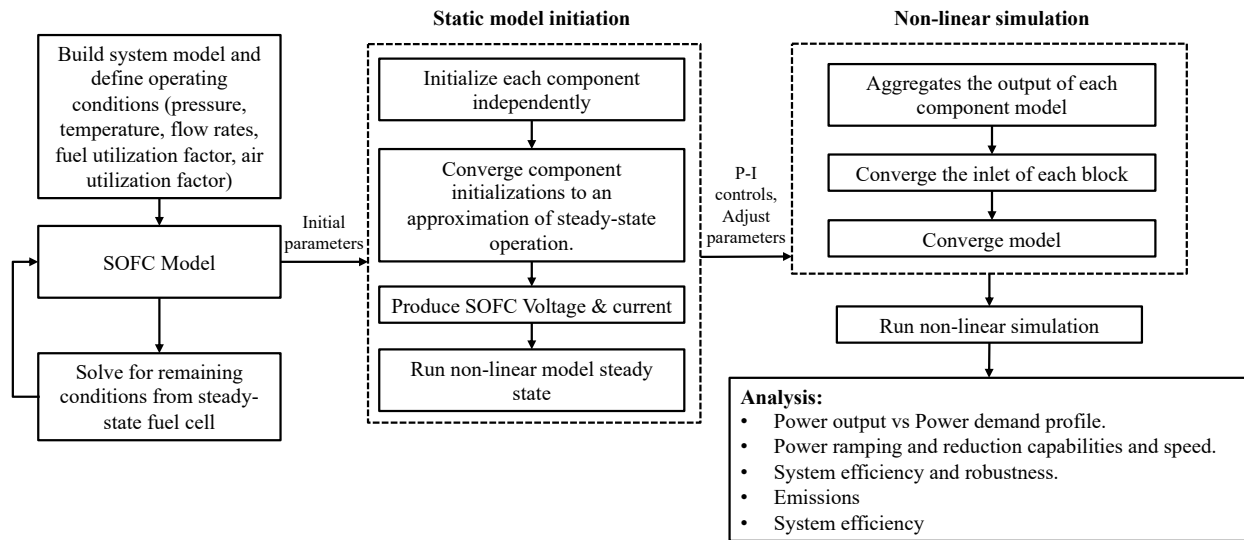 Build system model and
define operating
conditions (pressure,
temperature, flow rates,
fuel utilization factor, air
utilization factor)
SOFC Model
Solve for remaining
conditions from steady-
state fuel cell
Initial
parameters
Static model initiation
Initialize each component
independently
Converge component
initializations to an
approximation of steady-state
operation.
Produce SOFC Voltage & current
Run non-linear model steady
state
P-I
controls,
Adjust
parameters
Non-linear simulation
Aggregates the output of each
component model
Converge the inlet of each block
Converge model
Run non-linear simulation
Analysis:
• Power output vs Power demand profile.
• Power ramping and reduction capabilities and speed.
• System efficiency and robustness.
• Emissions
• System efficiency